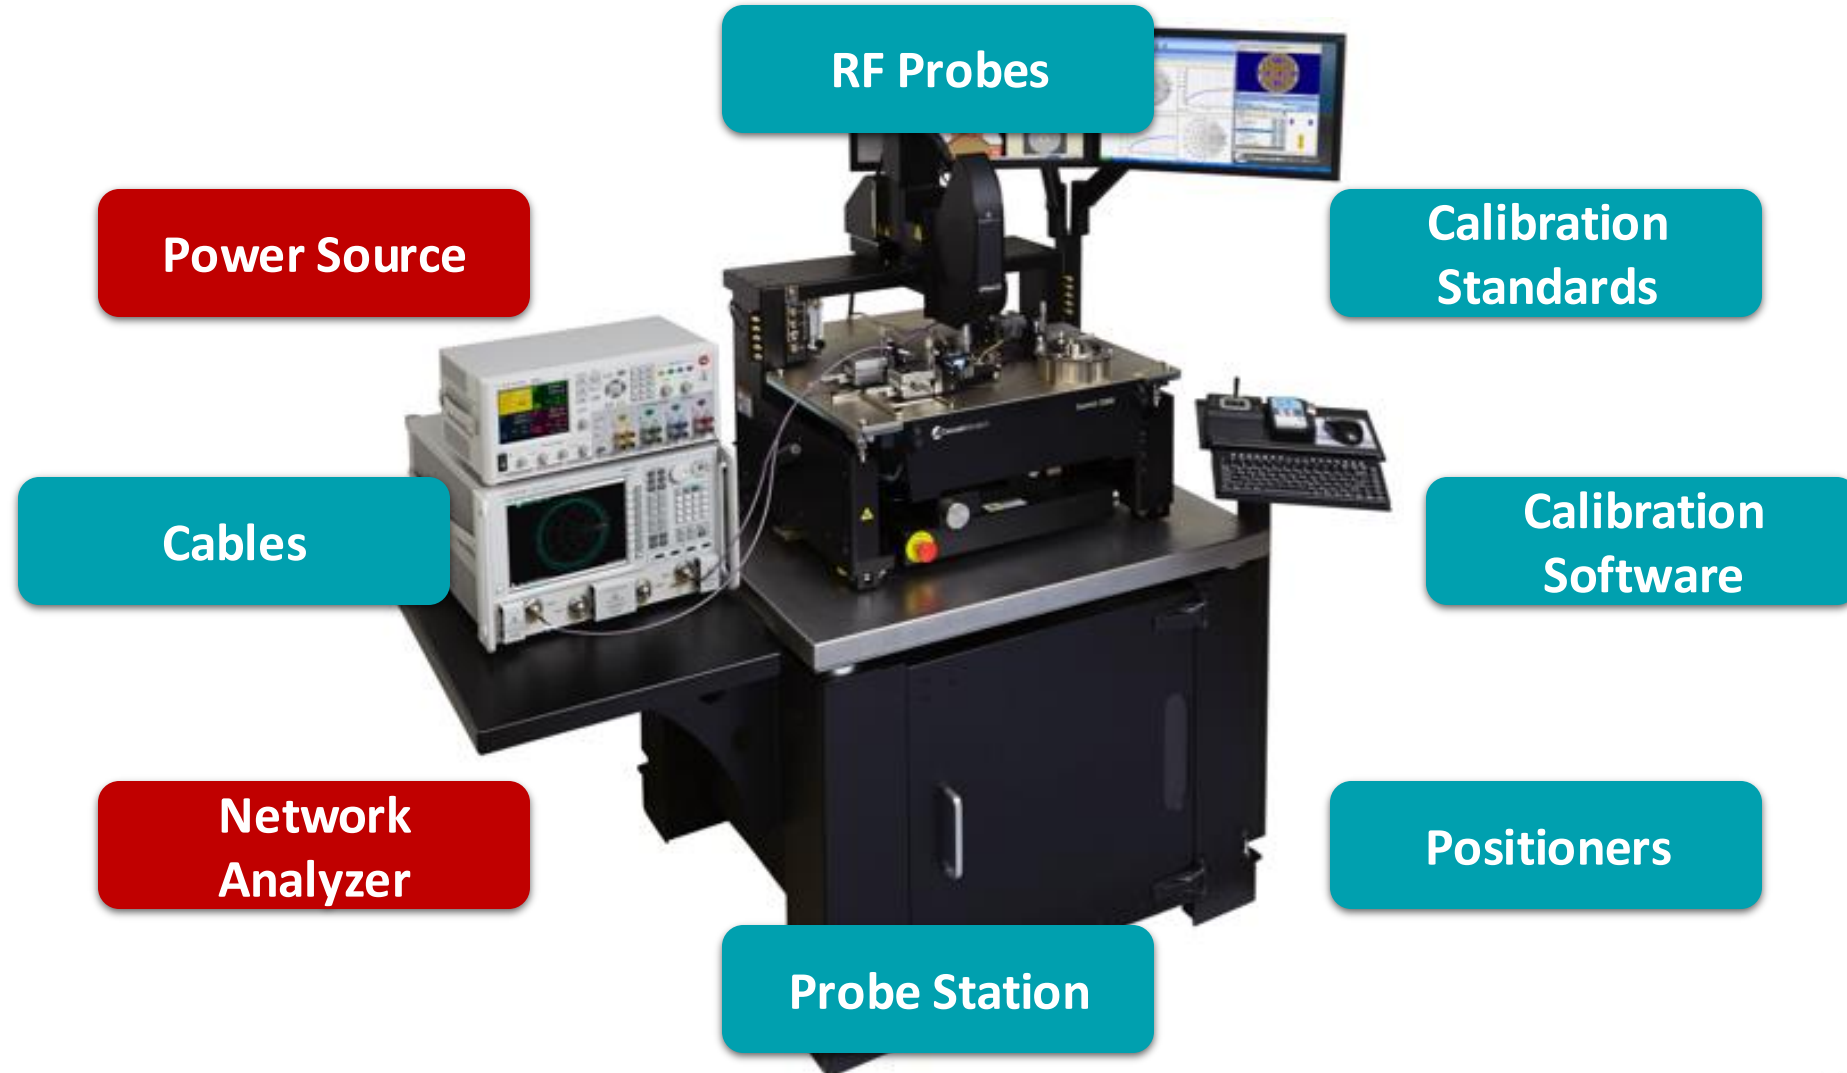 RF Probes
Power Source
Calibration
Standards
Cables
Calibration
Software
Network
Analyzer
Positioners
Probe Station